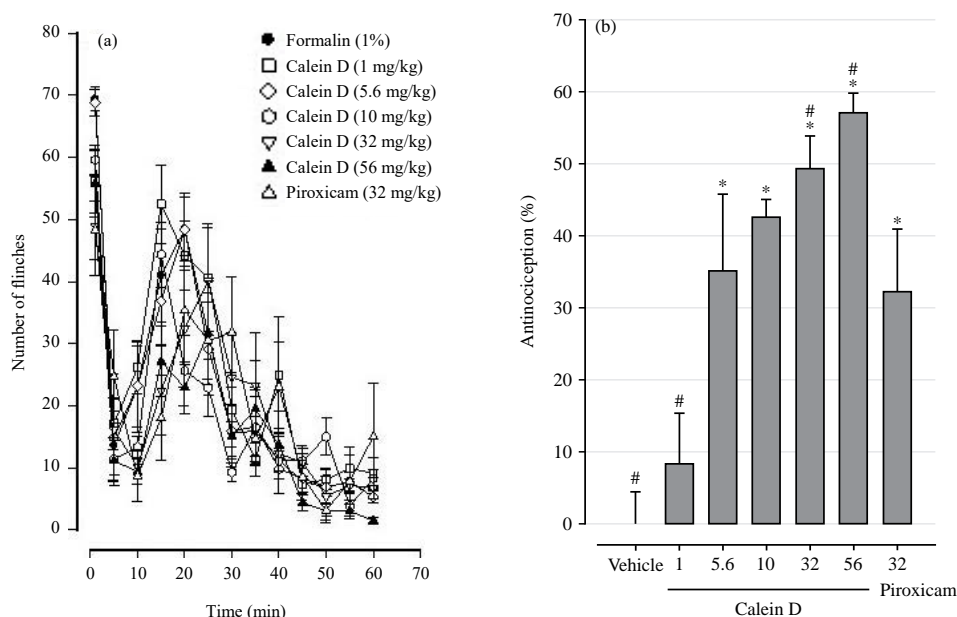 (a)
80
70
60
50
40
30
20
10
0
Number of flinches
Formalin (1%)
Calein D (1 mg/kg)
Calein D (5.6 mg/kg)
Calein D (10 mg/kg)
Calein D (32 mg/kg)
Calein D (56 mg/kg)
Piroxicam (32 mg/kg)
0 10 20 30 40 50 60 70
Time (min)
(b)
70
60
50
40
30
20
10
0
Antinociception (%)
#
#
*
*
#
*
#
*
*
Vehicle 1 5.6 10 32 56 32
Calein D
Piroxicam